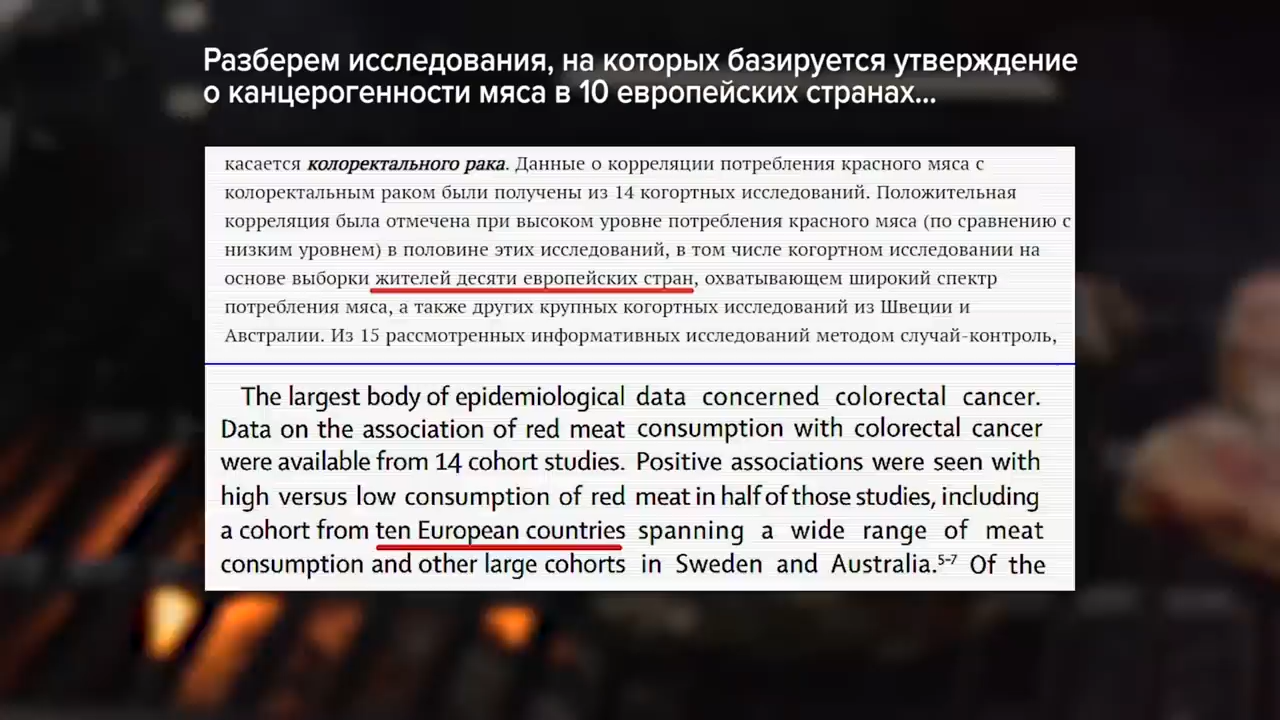 Разберем исследования, на которых базируется утверждение
о канцерогенности мяса в 10 европейских странах...
касается колоректального рака. Данные о корреляции потребления красного мяса с
колоректальным раком были получены из 14 когортных исследований. Положительная
корреляция была отмечена при высоком уровне потребления красного мяса (по сравнению с
низким уровнем) в половине этих исследований, в том числе когортном исследовании на
основе выборки жителей десяти европейских стран, охватывающем широкий спектр
потребления мяса, а также других крупных когортных исследований из Швеции и
Австралии. Из 15 рассмотренных информативных исследований методом случай-контроль,
The largest body of epidemiological data concerned colorectal cancer.
Data on the association of red meat consumption with colorectal cancer
were available from 14 cohort studies. Positive associations were seen with
high versus low consumption of red meat in half of those studies, including
a cohort from ten European countries spanning a wide range of meat
consumption and other large cohorts in Sweden and Australia.⁵⁻⁷ Of the